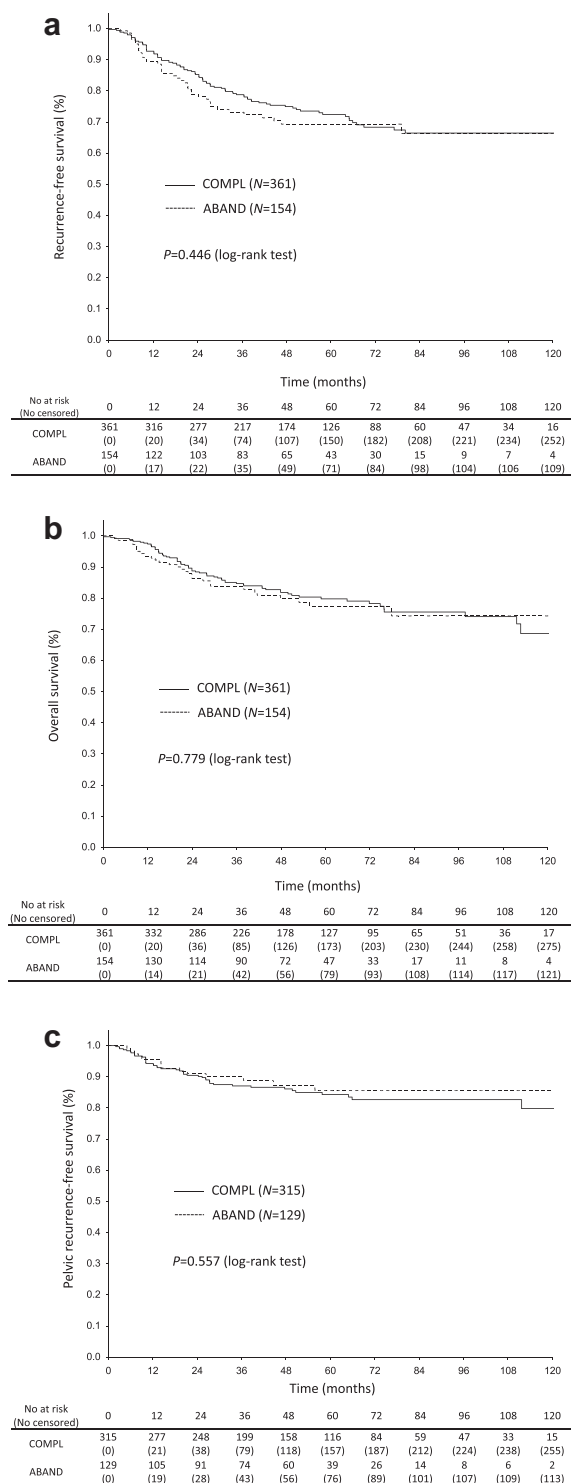 a
Recurrence-free survival (%)
1.0
0.9
0.8
0.7
0.6
0.5
0.4
0.3
0.2
0.1
0.0
COMPL (N=361)
ABAND (N=154)
P=0.446 (log-rank test)
0 12 24 36 48 60 72 84 96 108 120
Time (months)
No at risk
(No censored) 0 12 24 36 48 60 72 84 96 108 120
COMPL 361 316 277 217 174 126 88 60 47 34 16
(0) (20) (34) (74) (107) (150) (182) (208) (221) (234) (252)
ABAND 154 122 103 83 65 43 30 15 9 7 4
(0) (17) (22) (35) (49) (71) (84) (98) (104) (106) (109)
b
Overall survival (%)
1.0
0.9
0.8
0.7
0.6
0.5
0.4
0.3
0.2
0.1
0.0
COMPL (N=361)
ABAND (N=154)
P=0.779 (log-rank test)
0 12 24 36 48 60 72 84 96 108 120
Time (months)
No at risk
(No censored) 0 12 24 36 48 60 72 84 96 108 120
COMPL 361 332 286 226 178 127 95 65 51 36 17
(0) (20) (36) (85) (126) (173) (203) (230) (244) (258) (275)
ABAND 154 130 114 90 72 47 33 17 11 8 4
(0) (14) (21) (42) (56) (79) (93) (108) (114) (117) (121)
c
Pelvic recurrence-free survival (%)
1.0
0.9
0.8
0.7
0.6
0.5
0.4
0.3
0.2
0.1
0.0
COMPL (N=315)
ABAND (N=129)
P=0.557 (log-rank test)
0 12 24 36 48 60 72 84 96 108 120
Time (months)
No at risk
(No censored) 0 12 24 36 48 60 72 84 96 108 120
COMPL 315 277 248 199 158 116 84 59 47 33 15
(0) (21) (38) (79) (118) (157) (187) (212) (224) (238) (255)
ABAND 129 105 91 74 60 39 26 14 8 6 2
(0) (19) (28) (43) (56) (76) (89) (101) (107) (109) (113)